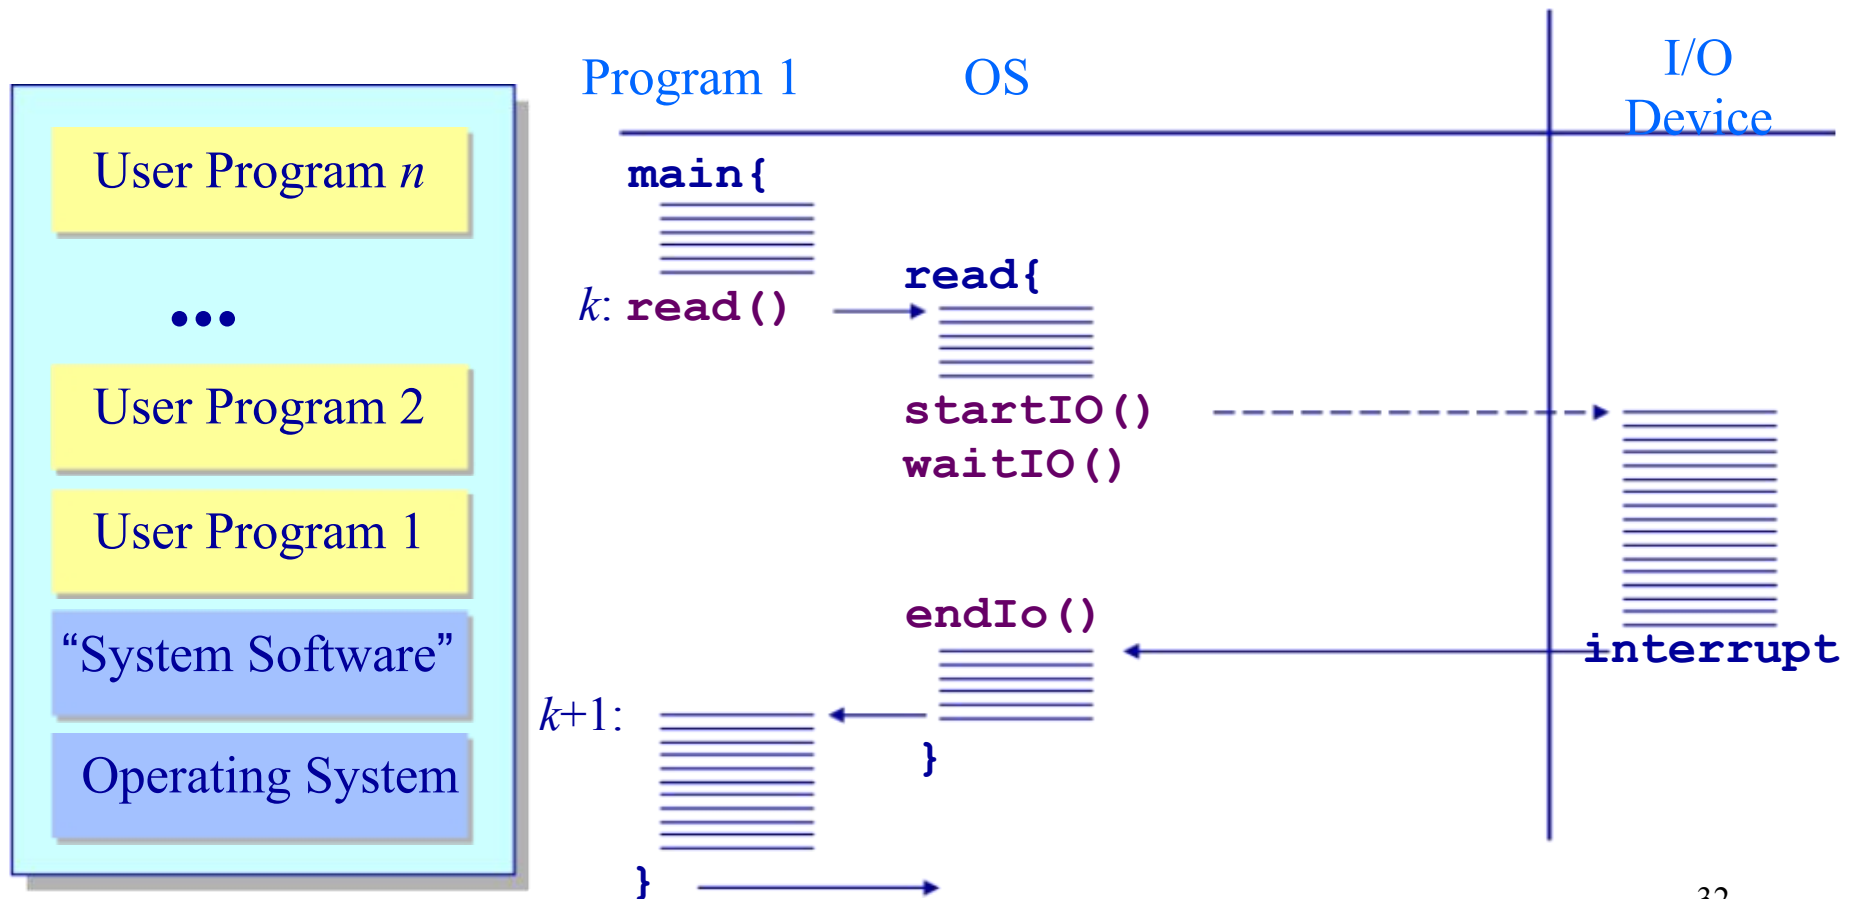 User Program n
...
User Program 2
User Program 1
“System Software”
Operating System
Program 1
OS
I/O
Device
main{
k: read()
read{
startIO()
waitIO()
endIo()
interrupt
k+1:
}
}
32